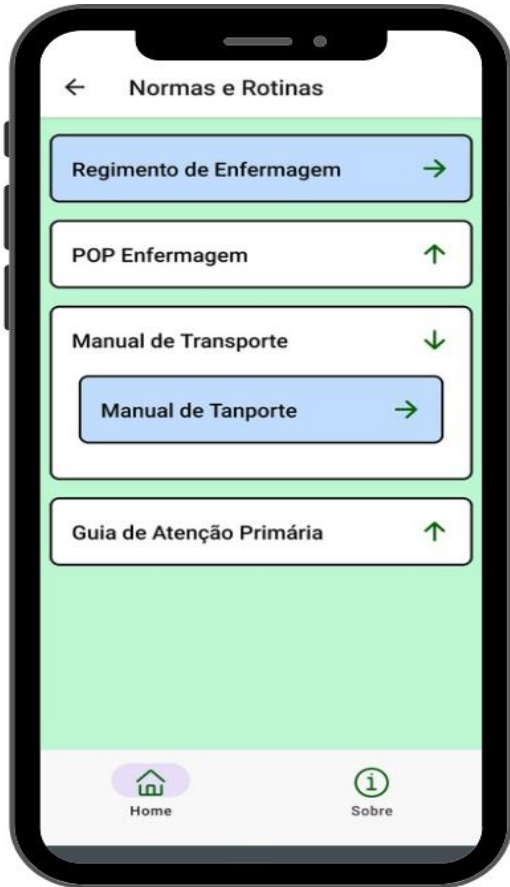 Normas e Rotinas
Regimento de Enfermagem
POP Enfermagem
Manual de Transporte
Manual de Tanporte
Guia de Atenção Primária
Home
Sobre